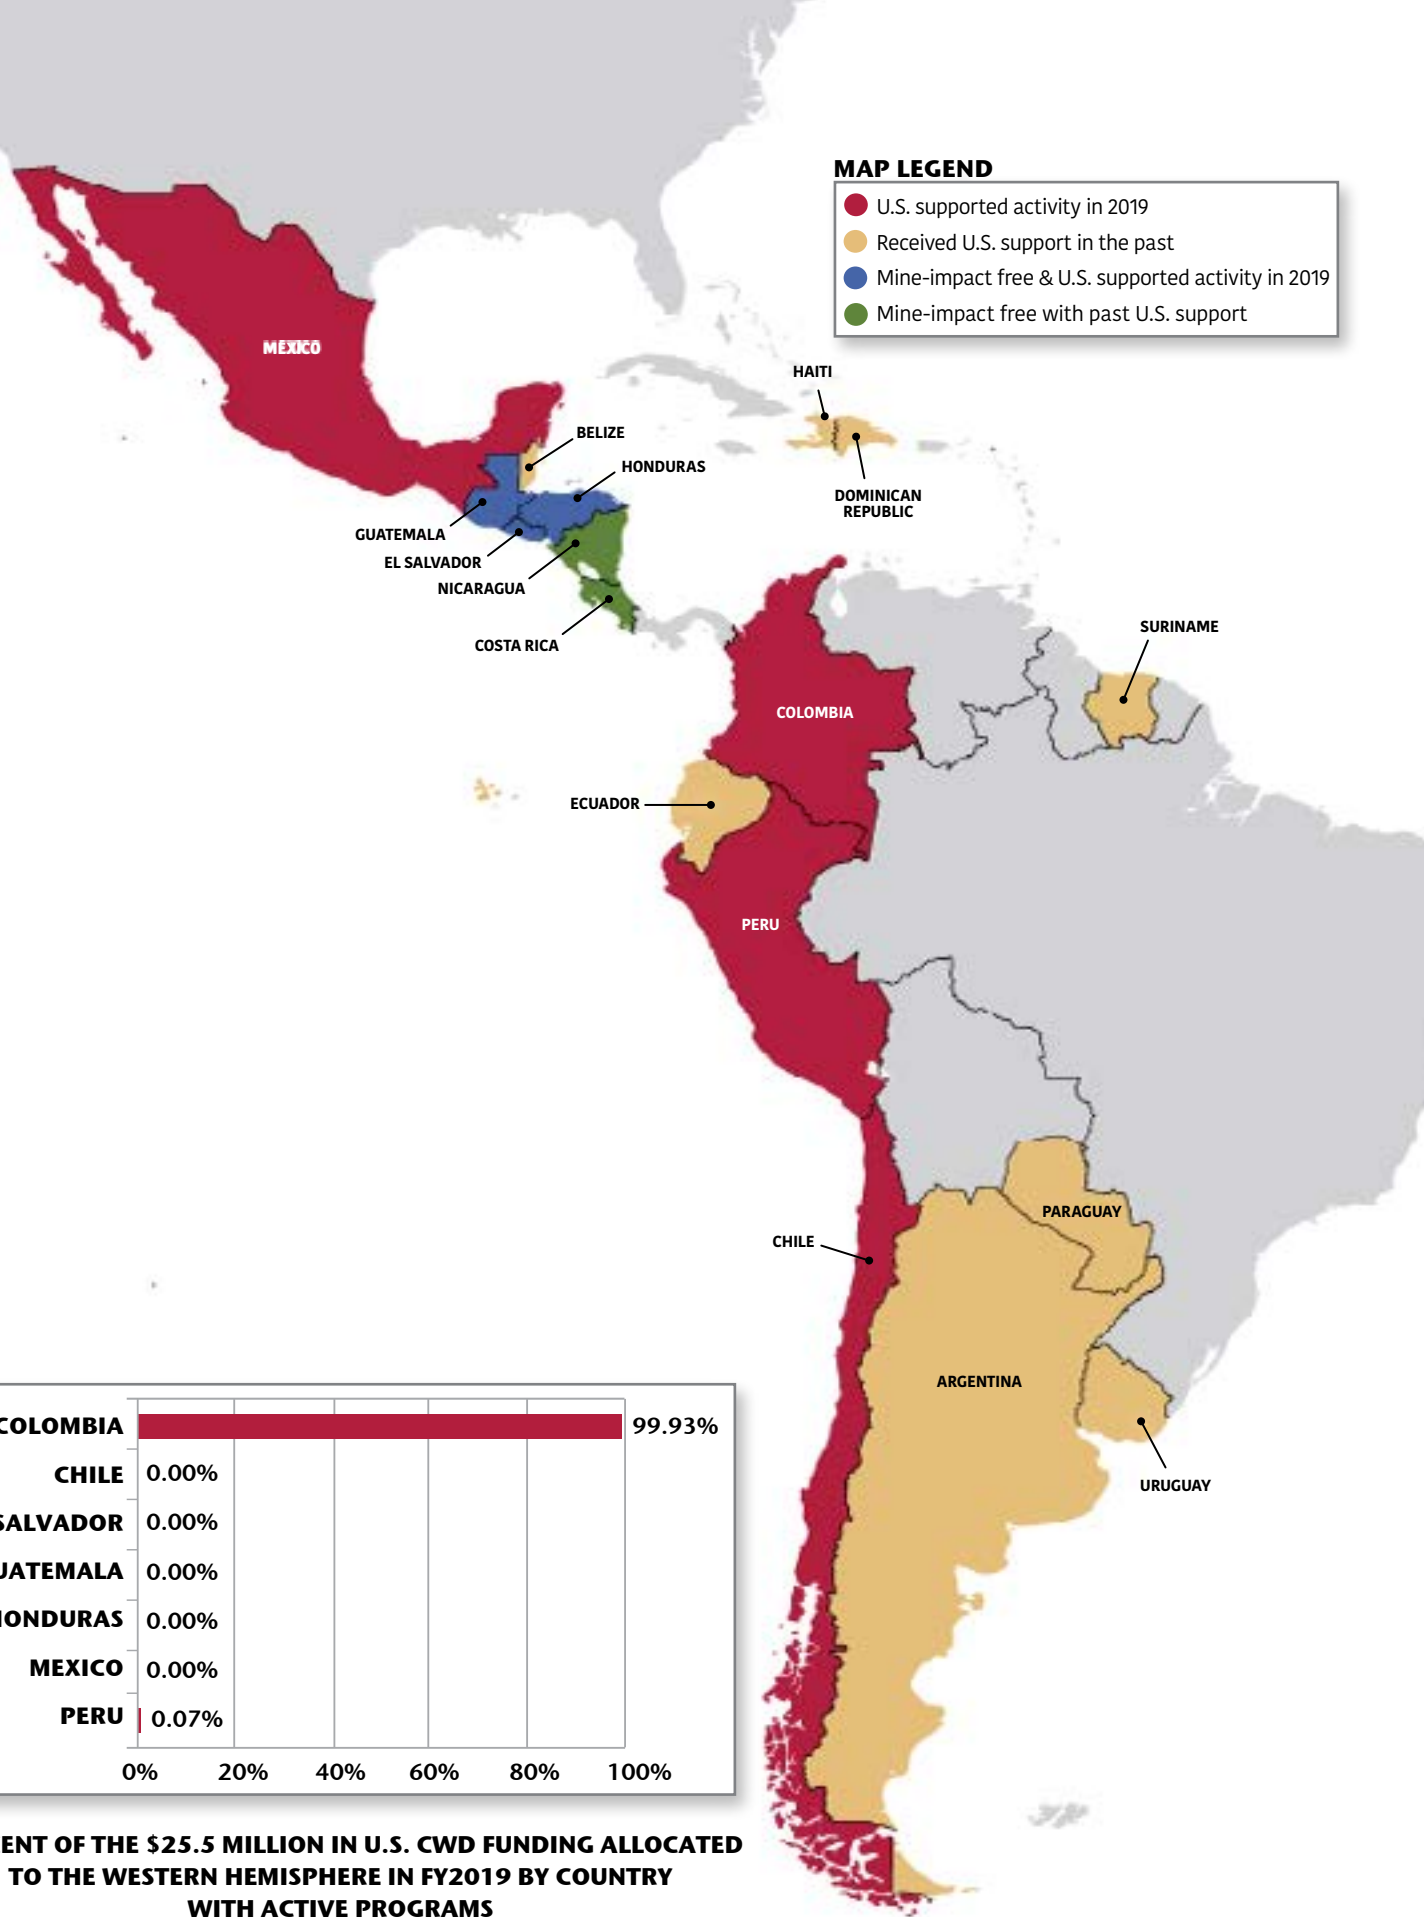 MAP LEGEND
U.S. supported activity in 2019
Received U.S. support in the past
Mine-impact free & U.S. supported activity in 2019
Mine-impact free with past U.S. support
MEXICO
HAITI
BELIZE
HONDURAS
DOMINICAN
REPUBLIC
GUATEMALA
EL SALVADOR
NICARAGUA
COSTA RICA
SURINAME
COLOMBIA
ECUADOR
PERU
PARAGUAY
CHILE
ARGENTINA
URUGUAY
COLOMBIA 99.93%
CHILE 0.00%
SALVADOR 0.00%
UATEMALA 0.00%
HONDURAS 0.00%
MEXICO 0.00%
PERU 0.07%
0% 20% 40% 60% 80% 100%
ENT OF THE $25.5 MILLION IN U.S. CWD FUNDING ALLOCATED
TO THE WESTERN HEMISPHERE IN FY2019 BY COUNTRY
WITH ACTIVE PROGRAMS